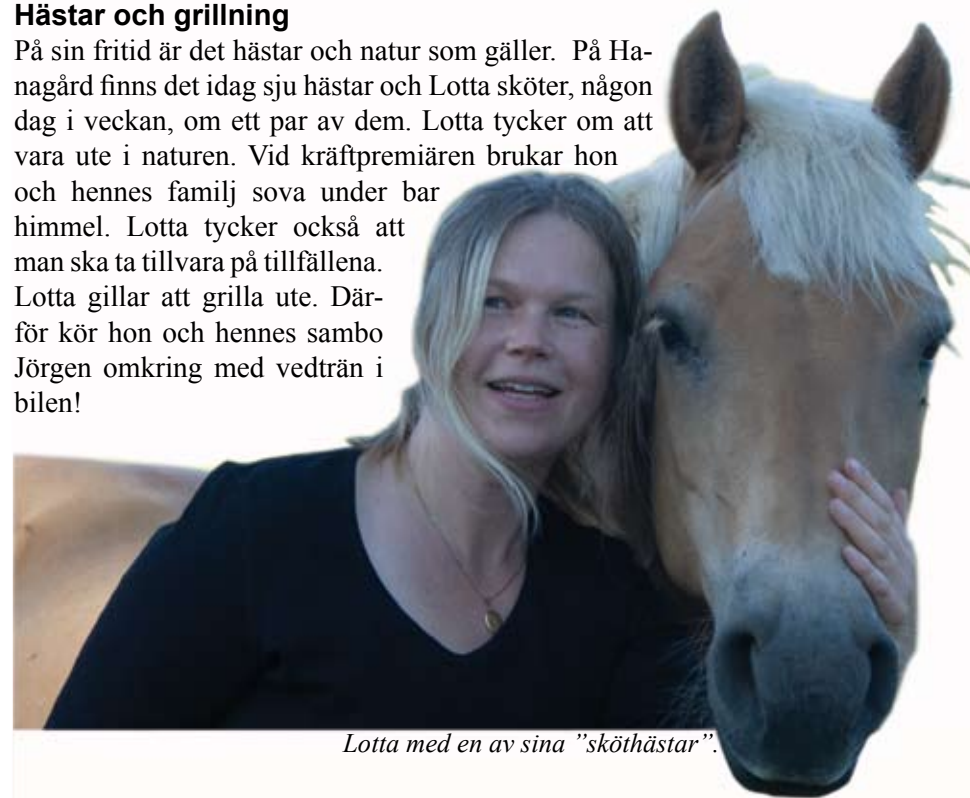 Hästar och grillning
På sin fritid är det hästar och natur som gäller.  På Ha-
nagård finns det idag sju hästar och Lotta sköter, någon
dag i veckan, om ett par av dem. Lotta tycker om att
vara ute i naturen. Vid kräftpremiären brukar hon
och hennes familj sova under bar
himmel. Lotta tycker också att
man ska ta tillvara på tillfällena.
Lotta gillar att grilla ute. Där-
för kör hon och hennes sambo
Jörgen omkring med vedträn i
bilen!
Lotta med en av sina ”sköthästar”.